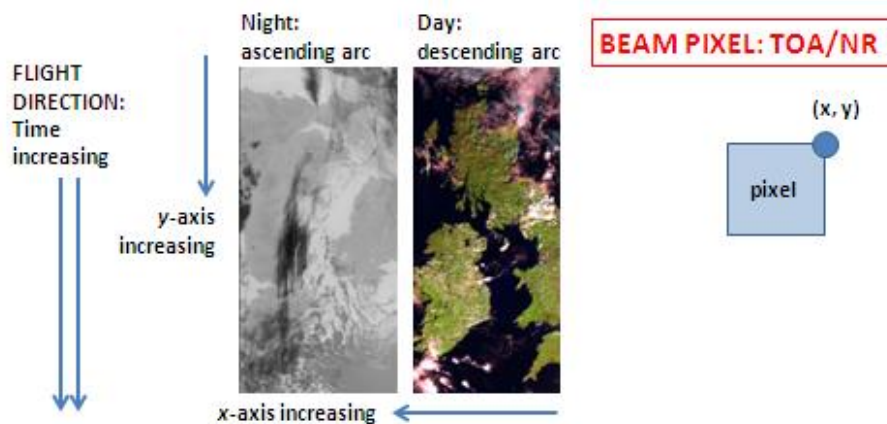 Night:
ascending arc
Day:
descending arc
BEAM PIXEL: TOA/NR
FLIGHT
DIRECTION:
Time
increasing
y-axis
increasing
(x, y)
pixel
x-axis increasing